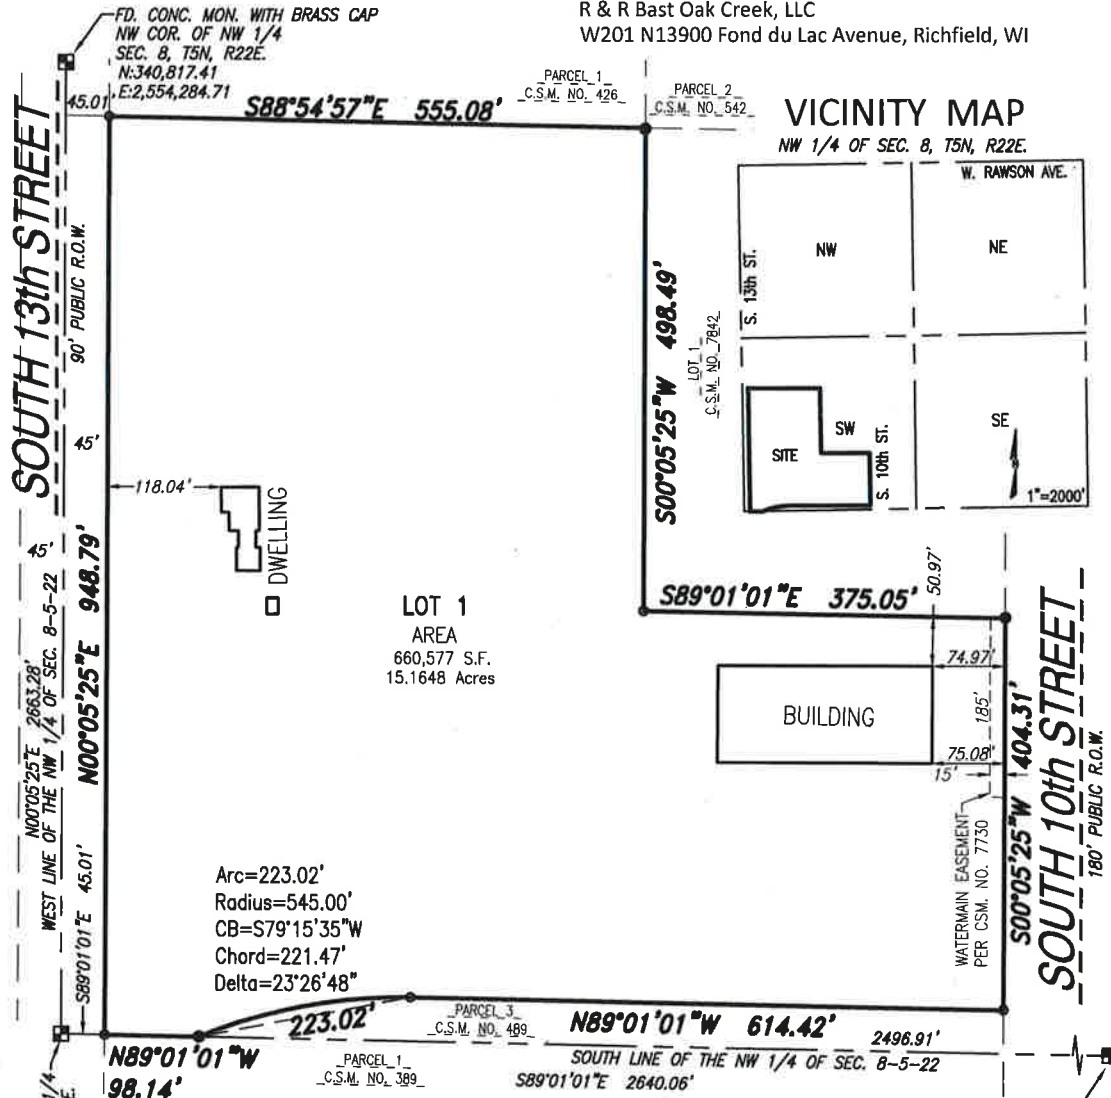 FD. CONC. MON. WITH BRASS CAP
NW COR. OF NW 1/4
SEC. 8, T5N, R22E.
N:340,817.41
E:2,554,284.71
R & R Bast Oak Creek, LLC
W201 N13900 Fond du Lac Avenue, Richfield, WI
45.01
S88°54'57"E 555.08'
PARCEL 1
C.S.M. NO. 426
PARCEL 2
C.S.M. NO. 542
VICINITY MAP
NW 1/4 OF SEC. 8, T5N, R22E.
W. RAWSON AVE.
NW
NE
S. 13th ST.
SW
SE
SITE
S. 10th ST.
1"=2000'
SOUTH 13th STREET
90' PUBLIC R.O.W.
45'
45'
118.04'
DWELLING
S00°05'25"W 498.49'
LOT 1
C.S.M. NO. 7842
N00°05'25"E 948.79'
N00°05'25"E 2663.28'
WEST LINE OF THE NW 1/4 OF SEC. 8-5-22
S89°01'01"E 45.01'
LOT 1
AREA
660,577 S.F.
15.1648 Acres
S89°01'01"E 375.05'
50.97'
74.97'
BUILDING
185'
75.08'
15'
S00°05'25"W 404.31'
SOUTH 10th STREET
180' PUBLIC R.O.W.
WATERMAIN EASEMENT
PER CSM. NO. 7730
Arc=223.02'
Radius=545.00'
CB=S79°15'35"W
Chord=221.47'
Delta=23°26'48"
223.02'
PARCEL 3
C.S.M. NO. 489
N89°01'01"W 614.42'
2496.91'
N89°01'01"W
98.14'
PARCEL 1
C.S.M. NO. 389
SOUTH LINE OF THE NW 1/4 OF SEC. 8-5-22
S89°01'01"E 2640.06'
1/4
E.